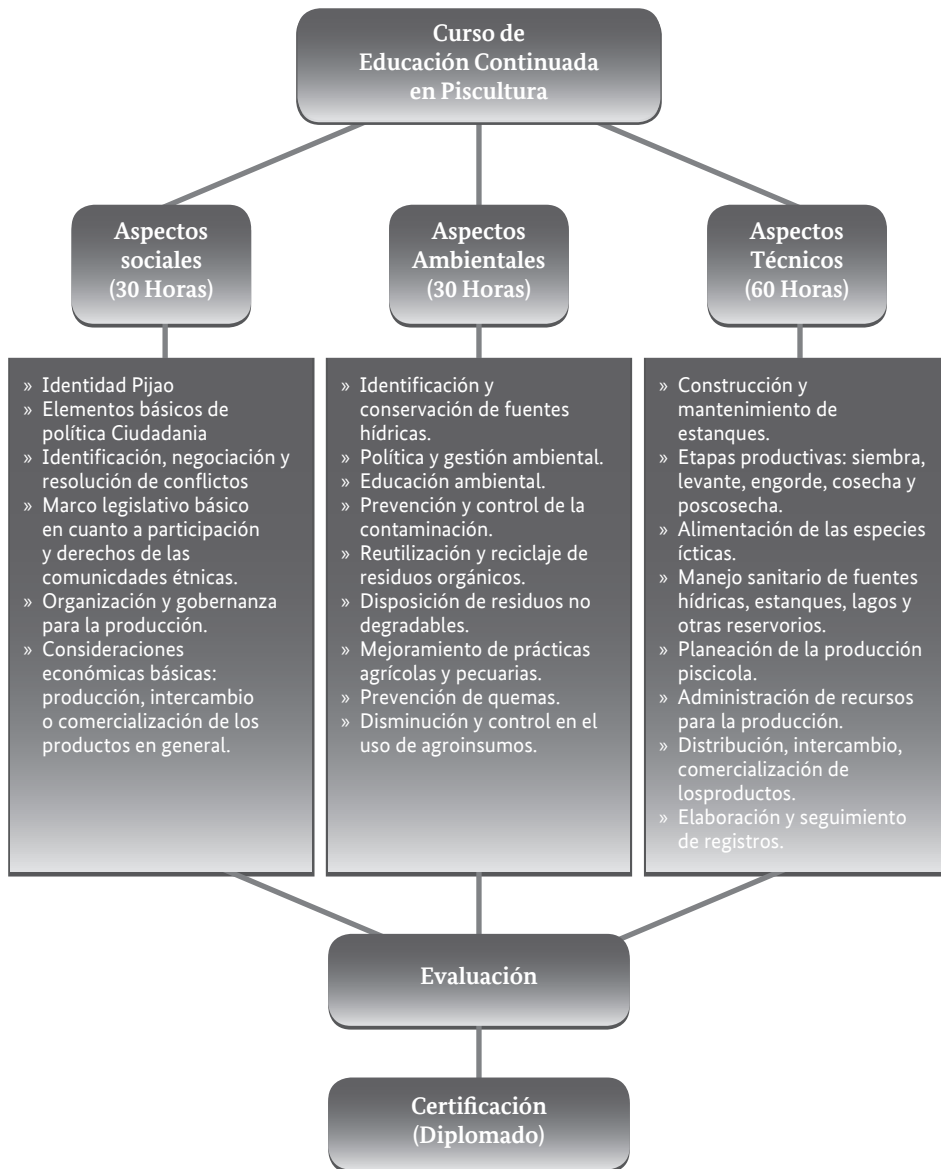 Curso de
Educación Continuada
en Piscultura
Aspectos
sociales
(30 Horas)
» Identidad Pijao
» Elementos básicos de
política Ciudadania
» Identificación, negociación y
resolución de conflictos
» Marco legislativo básico
en cuanto a participación
y derechos de las
comunicdades étnicas.
» Organización y gobernanza
para la producción.
» Consideraciones
económicas básicas:
producción, intercambio
o comercialización de los
productos en general.
Aspectos
Ambientales
(30 Horas)
» Identificación y
conservación de fuentes
hídricas.
» Política y gestión ambiental.
» Educación ambiental.
» Prevención y control de la
contaminación.
» Reutilización y reciclaje de
residuos orgánicos.
» Disposición de residuos no
degradables.
» Mejoramiento de prácticas
agrícolas y pecuarias.
» Prevención de quemas.
» Disminución y control en el
uso de agroinsumos.
Aspectos
Técnicos
(60 Horas)
» Construcción y
mantenimiento de
estanques.
» Etapas productivas: siembra,
levante, engorde, cosecha y
poscosecha.
» Alimentación de las especies
ícticas.
» Manejo sanitario de fuentes
hídricas, estanques, lagos y
otras reservorios.
» Planeación de la producción
piscicola.
» Administración de recursos
para la producción.
» Distribución, intercambio,
comercialización de
losproductos.
» Elaboración y seguimiento
de registros.
Evaluación
Certificación
(Diplomado)